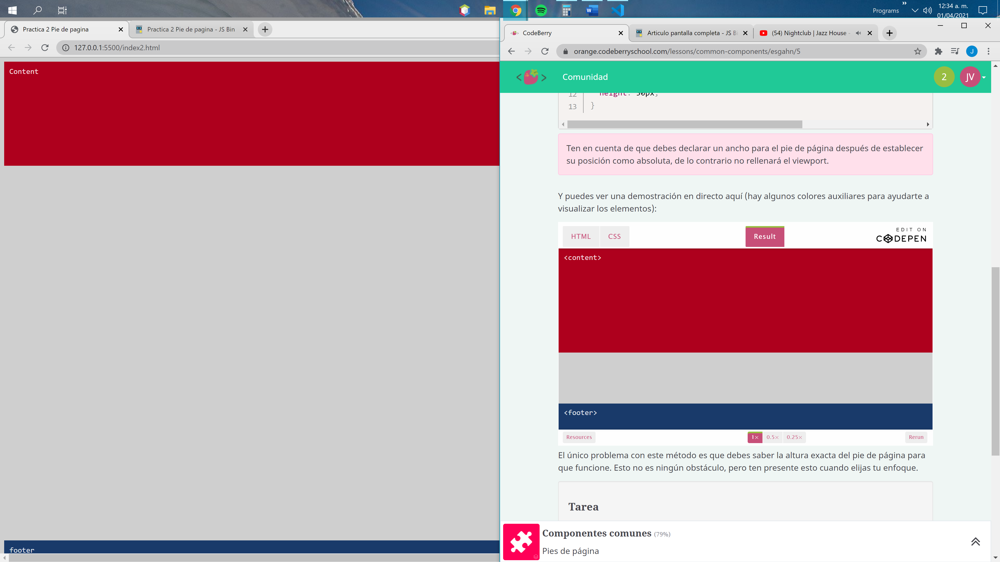 Programs
»
12:34 a. m.
01/04/2021
Practica 2 Pie de pagina
Practica 2 Pie de pagina - JS Bin
127.0.0.1:5500/index2.html
Content
footer
CodeBerry
Articulo pantalla completa - JS Bi
(54) Nightclub | Jazz House -
orange.codeberryschool.com/lessons/common-components/esgahn/5
J
< >
Comunidad
2
JV
12 height: 50px;
13 }
Ten en cuenta de que debes declarar un ancho para el pie de página después de establecer
su posición como absoluta, de lo contrario no rellenará el viewport.
Y puedes ver una demostración en directo aquí (hay algunos colores auxiliares para ayudarte a
visualizar los elementos):
HTML
CSS
Result
EDIT ON
CODEPEN
<content>
<footer>
Resources
1×
0.5×
0.25×
Rerun
El único problema con este método es que debes saber la altura exacta del pie de página para
que funcione. Esto no es ningún obstáculo, pero ten presente esto cuando elijas tu enfoque.
Tarea
Componentes comunes (79%)
Pies de página